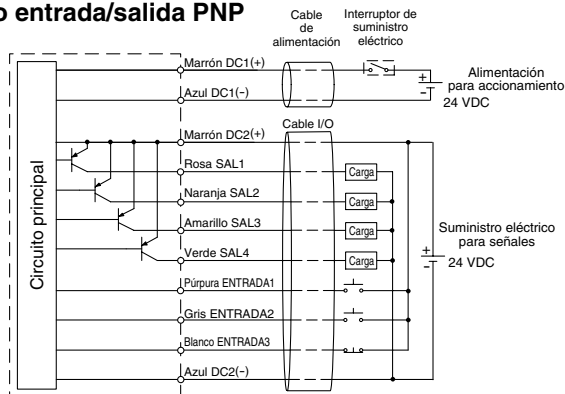 o entrada/salida PNP
Cable
de
alimentación
Interruptor de
suministro
eléctrico
Marrón DC1(+)
Azul DC1(-)
+
-
Alimentación
para accionamiento
24 VDC
Cable I/O
Marrón DC2(+)
Rosa SAL1
Carga
Naranja SAL2
Carga
Amarillo SAL3
Carga
Verde SAL4
Carga
Púrpura ENTRADA1
Gris ENTRADA2
Blanco ENTRADA3
Azul DC2(-)
Circuito principal
Suministro eléctrico
para señales
+
-
24 VDC